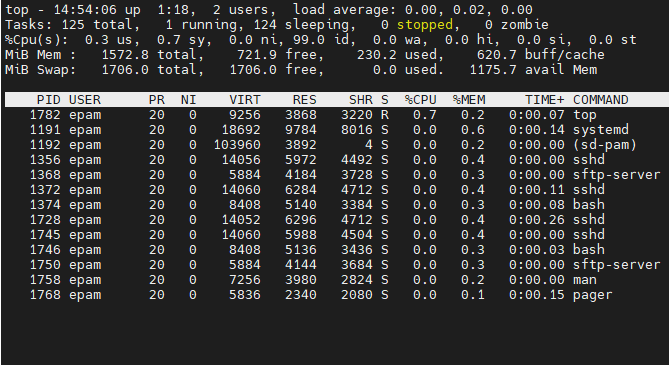 top - 14:54:06 up  1:18,  2 users,  load average: 0.00, 0.02, 0.00
Tasks: 125 total,   1 running, 124 sleeping,   0 stopped,   0 zombie
%Cpu(s):  0.3 us,  0.7 sy,  0.0 ni, 99.0 id,  0.0 wa,  0.0 hi,  0.0 si,  0.0 st
MiB Mem :   1572.8 total,    721.9 free,    230.2 used,    620.7 buff/cache
MiB Swap:   1706.0 total,   1706.0 free,      0.0 used.   1175.7 avail Mem
PID USER      PR  NI    VIRT    RES    SHR S  %CPU  %MEM     TIME+ COMMAND
1782 epam      20   0    9256   3868   3220 R   0.7   0.2   0:00.07 top
1191 epam      20   0   18692   9784   8016 S   0.0   0.6   0:00.14 systemd
1192 epam      20   0  103960   3892      4 S   0.0   0.2   0:00.00 (sd-pam)
1356 epam      20   0   14056   5972   4492 S   0.0   0.4   0:00.00 sshd
1368 epam      20   0    5884   4184   3728 S   0.0   0.3   0:00.00 sftp-server
1372 epam      20   0   14060   6284   4712 S   0.0   0.4   0:00.11 sshd
1374 epam      20   0    8408   5140   3384 S   0.0   0.3   0:00.08 bash
1728 epam      20   0   14052   6296   4712 S   0.0   0.4   0:00.26 sshd
1745 epam      20   0   14060   5988   4504 S   0.0   0.4   0:00.00 sshd
1746 epam      20   0    8408   5136   3436 S   0.0   0.3   0:00.03 bash
1750 epam      20   0    5884   4144   3684 S   0.0   0.3   0:00.00 sftp-server
1758 epam      20   0    7256   3980   2824 S   0.0   0.2   0:00.00 man
1768 epam      20   0    5836   2340   2080 S   0.0   0.1   0:00.15 pager